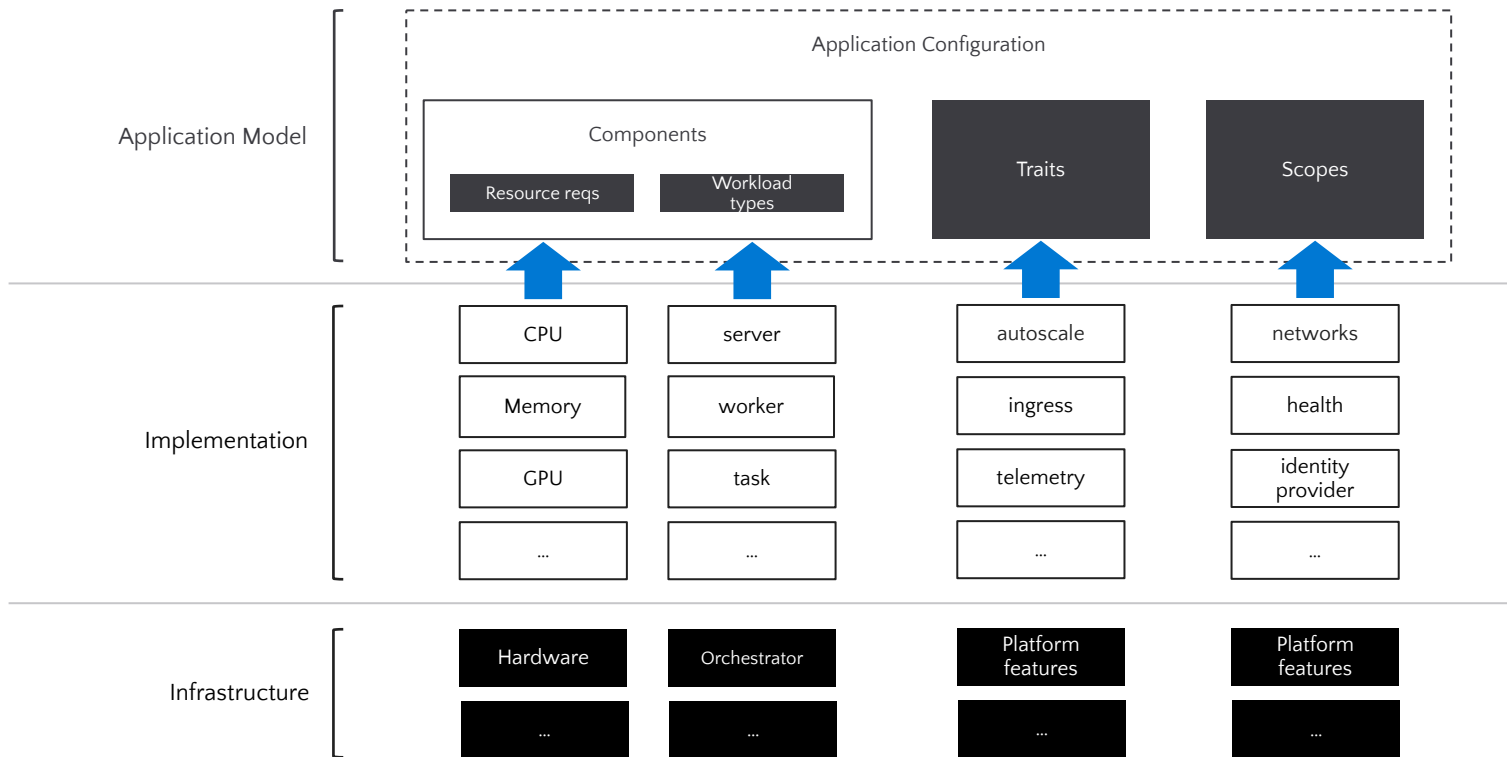 Application Configuration
Application Model
Components
Resource reqs
Workload
types
Traits
Scopes
Implementation
CPU
server
autoscale
networks
Memory
worker
ingress
health
GPU
task
telemetry
identity
provider
...
...
...
...
Infrastructure
Hardware
Orchestrator
Platform
features
Platform
features
...
...
...
...